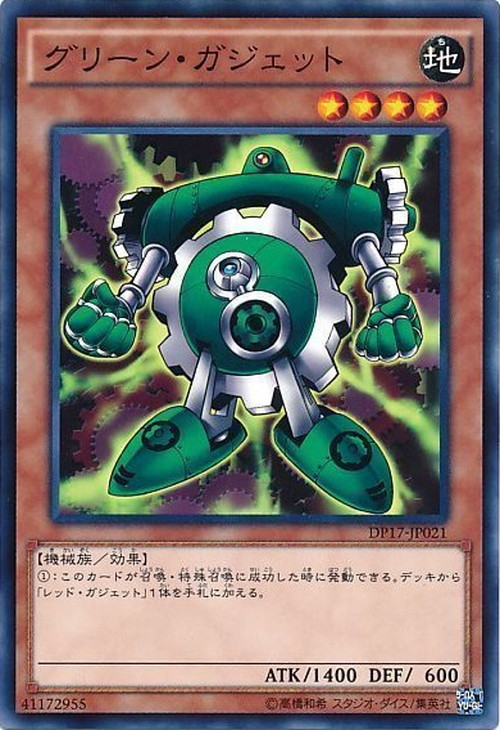 グリーン・ガジェット
地
DP17-JP021
【機械族/効果】
①:このカードが召喚・特殊召喚に成功した時に発動できる。デッキから
「レッド・ガジェット」1体を手札に加える。
ATK/1400 DEF/ 600
41172955
©高橋和希 スタジオ・ダイス/集英社